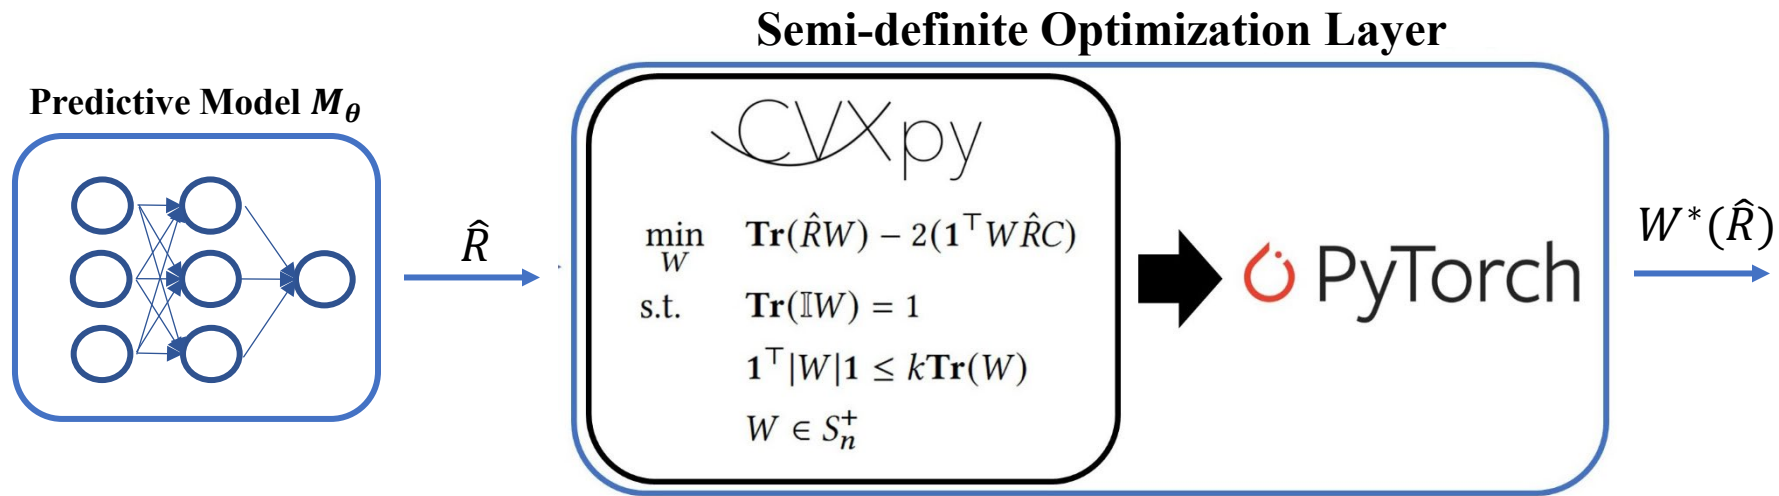 Semi-definite Optimization Layer
Predictive Model M_θ
R̂
CVXpy
min_W Tr(R̂W) − 2(1^⊤WR̂C)
s.t. Tr(𝕀W) = 1
1^⊤|W|1 ≤ kTr(W)
W ∈ S_n^+
PyTorch
W*(R̂)